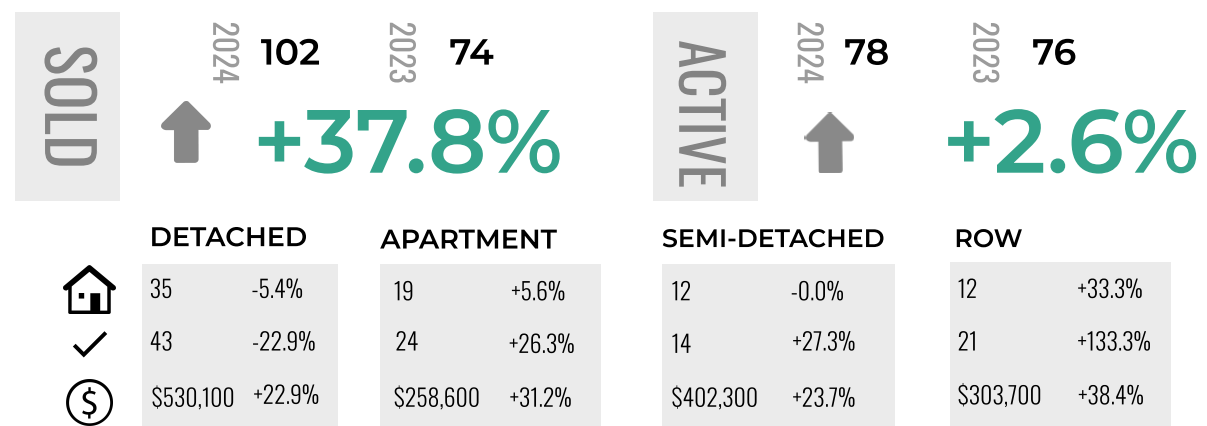 SOLD
2024 102 2023 74
+37.8%
ACTIVE
2024 78 2023 76
+2.6%
DETACHED APARTMENT SEMI-DETACHED ROW
35 -5.4% 19 +5.6% 12 -0.0% 12 +33.3%
43 -22.9% 24 +26.3% 14 +27.3% 21 +133.3%
$ $530,100 +22.9% $258,600 +31.2% $402,300 +23.7% $303,700 +38.4%